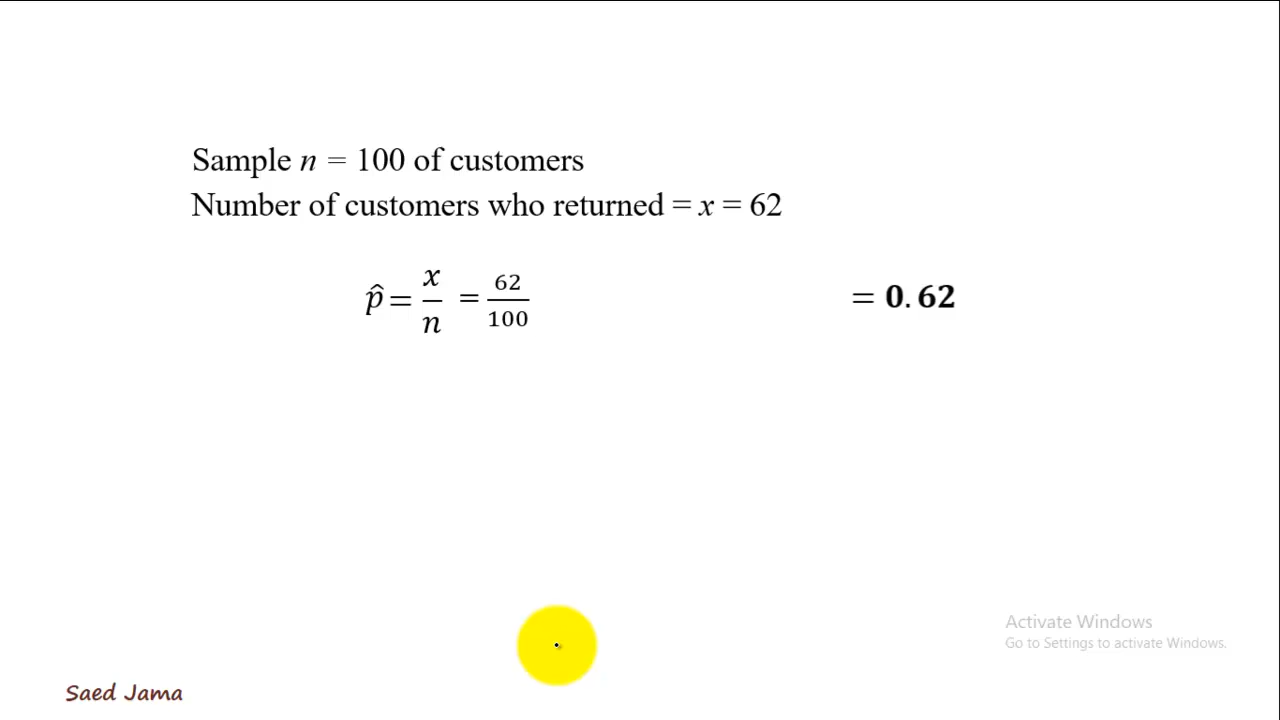 Sample n = 100 of customers
Number of customers who returned = x = 62
p̂ = x/n = 62/100 = 0.62
Activate Windows
Go to Settings to activate Windows.
Saed Jama